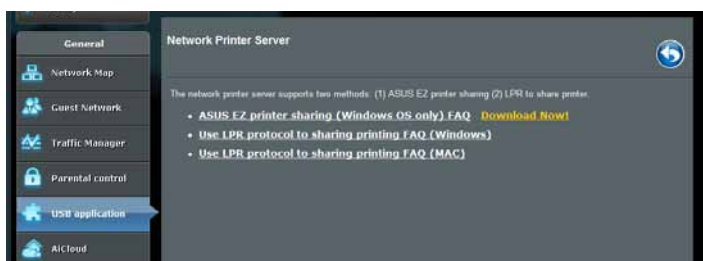 General
Network Map
Guest Network
Traffic Manager
Parental control
USB application
AiCloud
Network Printer Server
The network printer server supports two methods: (1) ASUS EZ printer sharing (2) LPR to share printer.
ASUS EZ printer sharing (Windows OS only) FAQ Download Now!
Use LPR protocol to sharing printing FAQ (Windows)
Use LPR protocol to sharing printing FAQ (MAC)